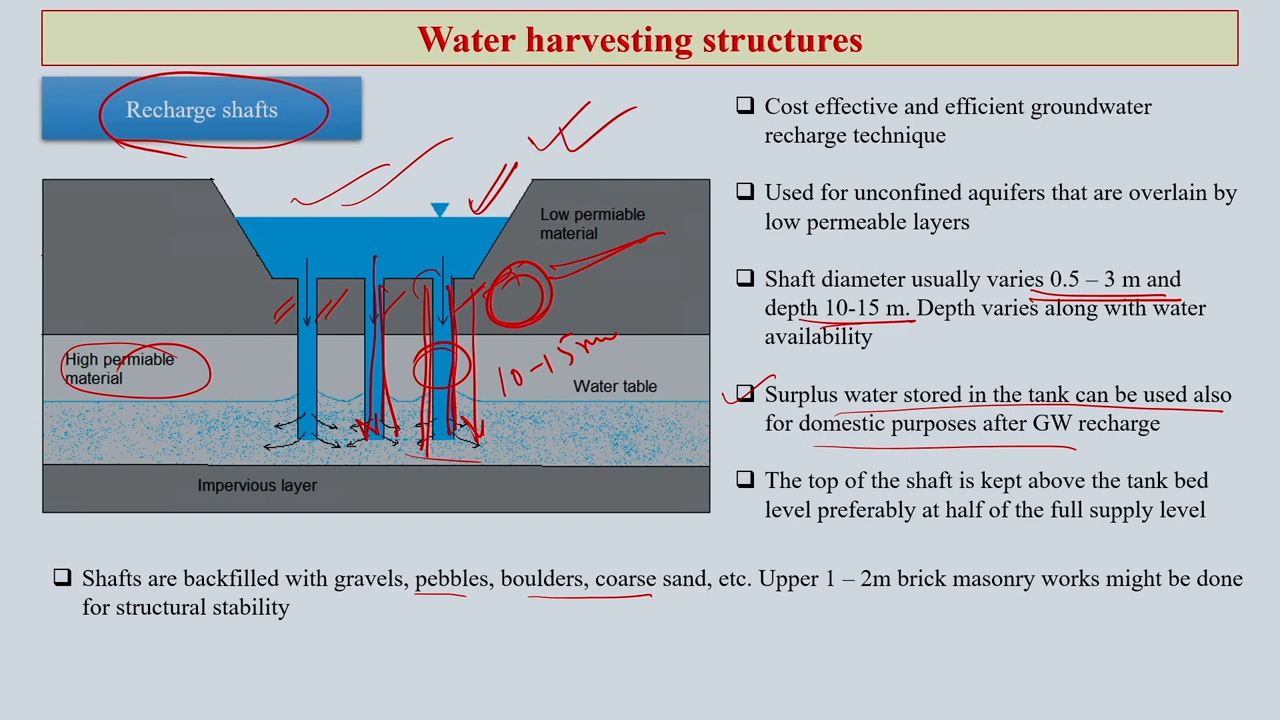 Water harvesting structures
Recharge shafts
Low permiable
material
High permiable
material
10-15m
Water table
Impervious layer
❑ Cost effective and efficient groundwater
recharge technique
❑ Used for unconfined aquifers that are overlain by
low permeable layers
❑ Shaft diameter usually varies 0.5 – 3 m and
depth 10-15 m. Depth varies along with water
availability
❑ Surplus water stored in the tank can be used also
for domestic purposes after GW recharge
❑ The top of the shaft is kept above the tank bed
level preferably at half of the full supply level
❑ Shafts are backfilled with gravels, pebbles, boulders, coarse sand, etc. Upper 1 – 2m brick masonry works might be done
for structural stability